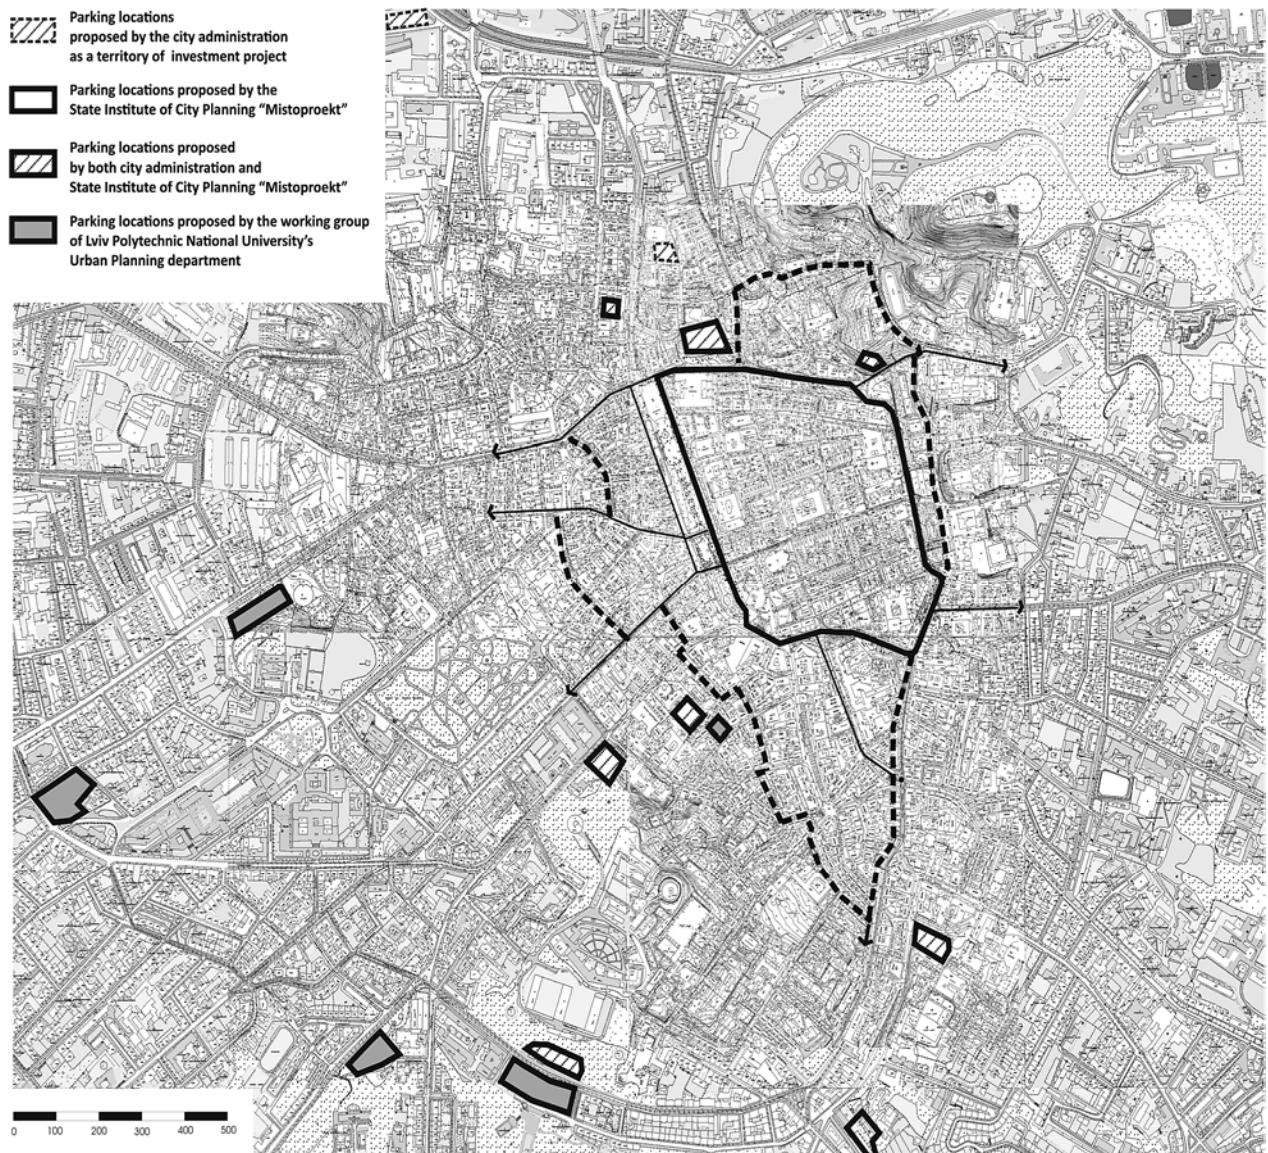 Parking locations
proposed by the city administration
as a territory of investment project
Parking locations proposed by the
State Institute of City Planning “Mistoproekt”
Parking locations proposed
by both city administration and
State Institute of City Planning “Mistoproekt”
Parking locations proposed by the working group
of Lviv Polytechnic National University’s
Urban Planning department
0 100 200 300 400 500